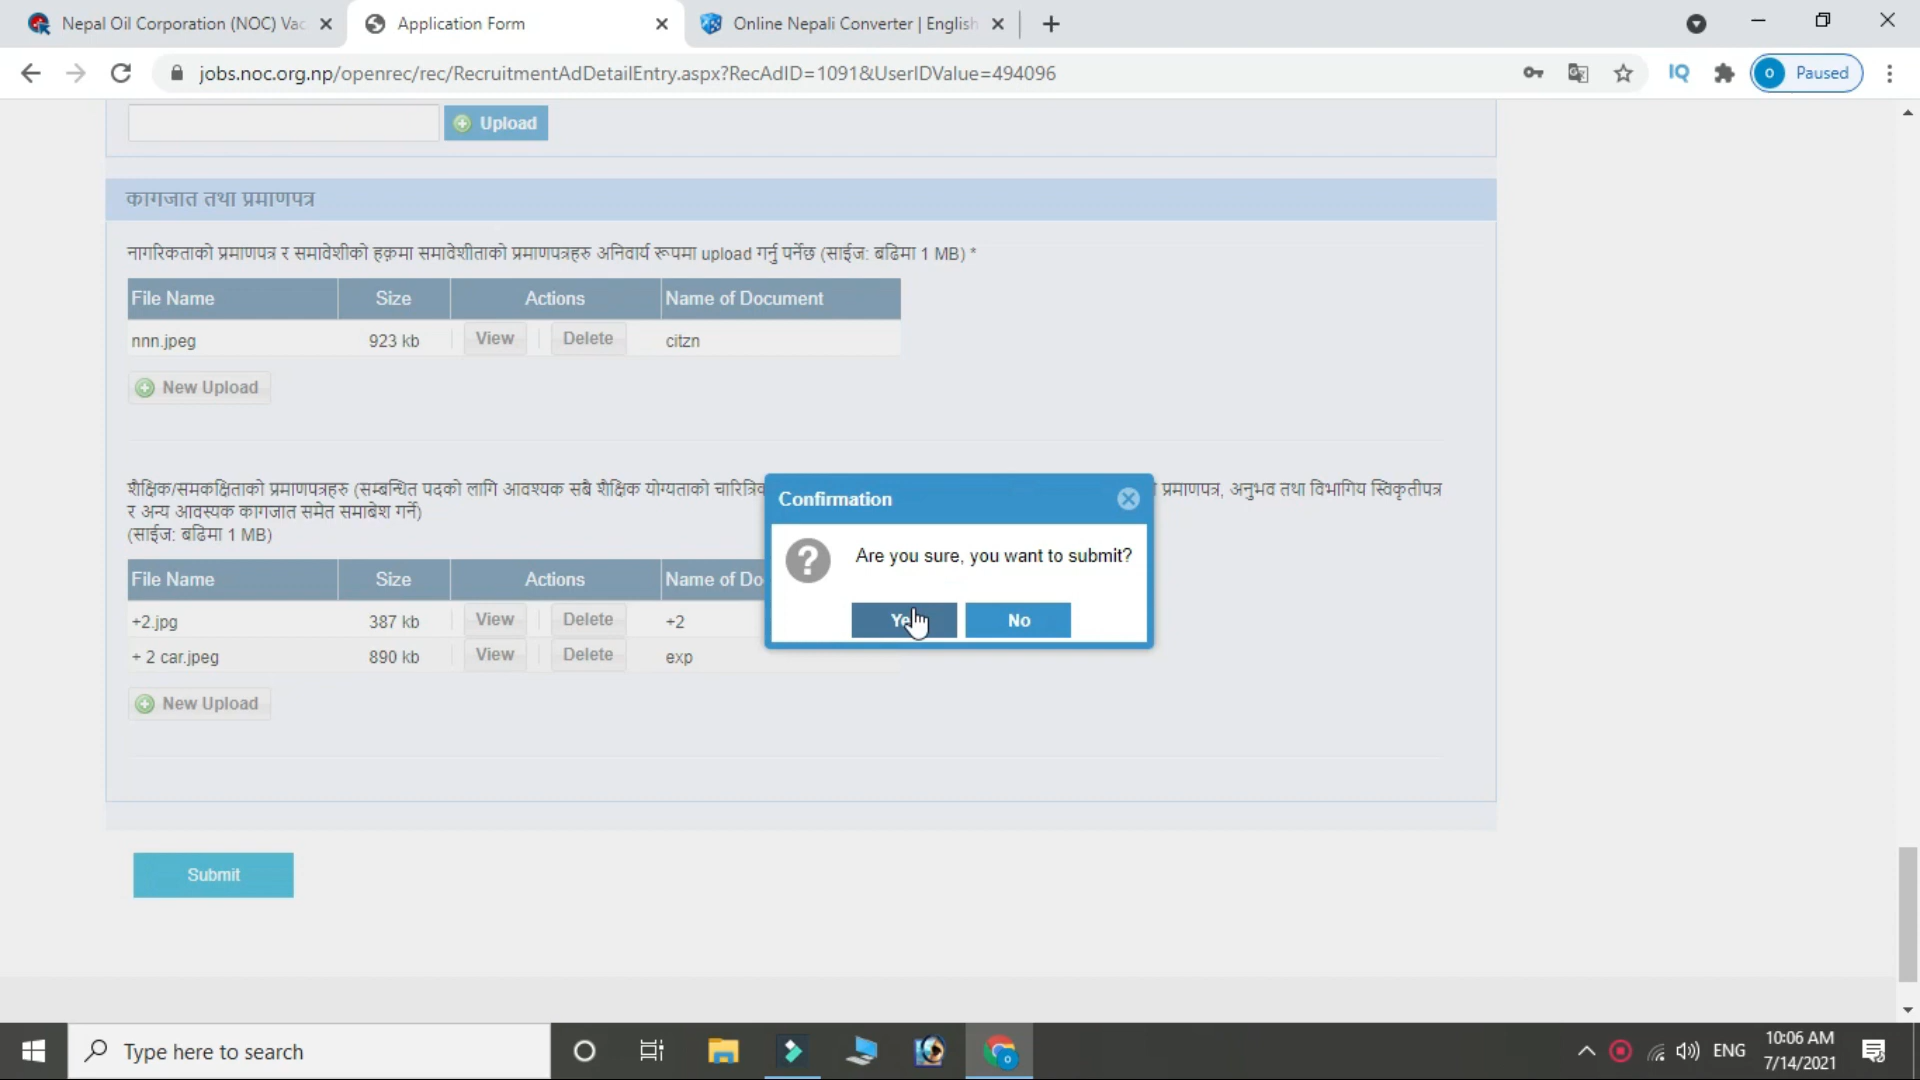 Nepal Oil Corporation (NOC) Vac
Application Form
Online Nepali Converter | English
jobs.noc.org.np/openrec/rec/RecruitmentAdDetailEntry.aspx?RecAdID=1091&UserIDValue=494096
IQ
o
Paused
Upload
कागजात तथा प्रमाणपत्र
नागरिकताको प्रमाणपत्र र समावेशीको हक़मा समावेशीताको प्रमाणपत्रहरु अनिवार्य रूपमा upload गर्नु पर्नेछ (साईज: बढिमा 1 MB) *
File Name Size Actions Name of Document
nnn.jpeg 923 kb View Delete citzn
New Upload
शैक्षिक/समकक्षिताको प्रमाणपत्रहरु (सम्बन्धित पदको लागि आवश्यक सबै शैक्षिक योग्यताको प्रमाणपत्र, अनुभव तथा विभागिय स्विकृतीपत्र
र अन्य आवस्यक कागजात समेत समाबेश गर्ने)
(साईज: बढिमा 1 MB)
File Name Size Actions Name of Do
+2.jpg 387 kb View Delete +2
+ 2 car.jpeg 890 kb View Delete exp
New Upload
Confirmation
Are you sure, you want to submit?
Ye No
Submit
Type here to search
ENG
10:06 AM
7/14/2021